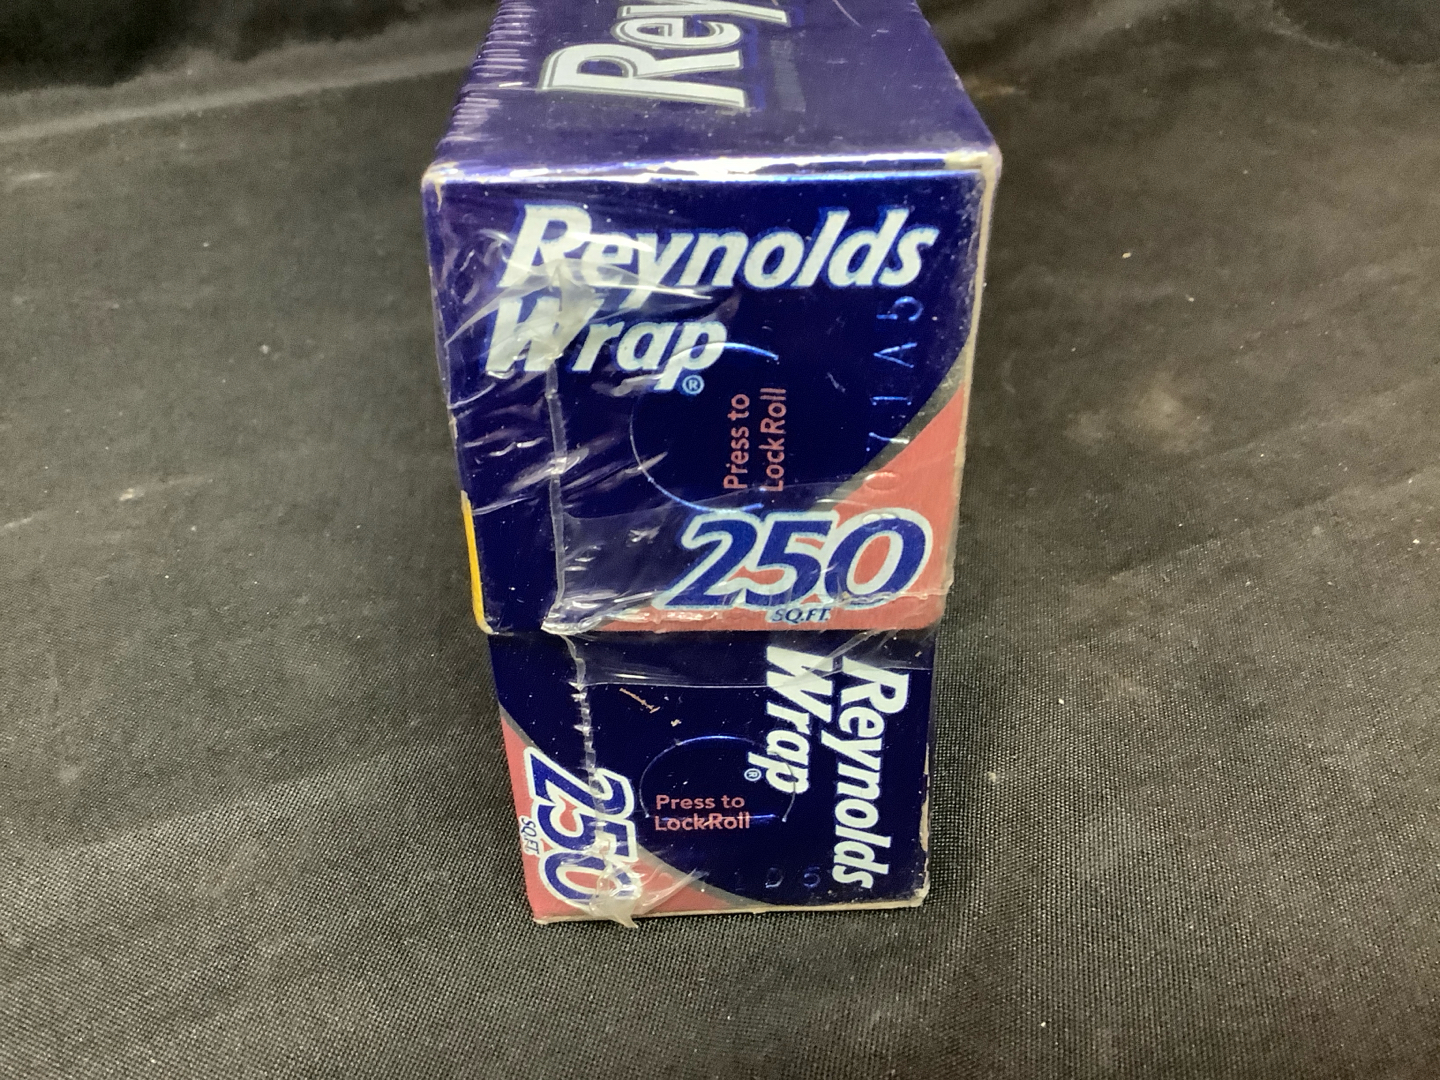 Rey
Reynolds
Wrap®
Press to
Lock Roll
250
SQ.FT.
Reynolds
Wrap®
Press to
Lock Roll
250
SQ.FT.